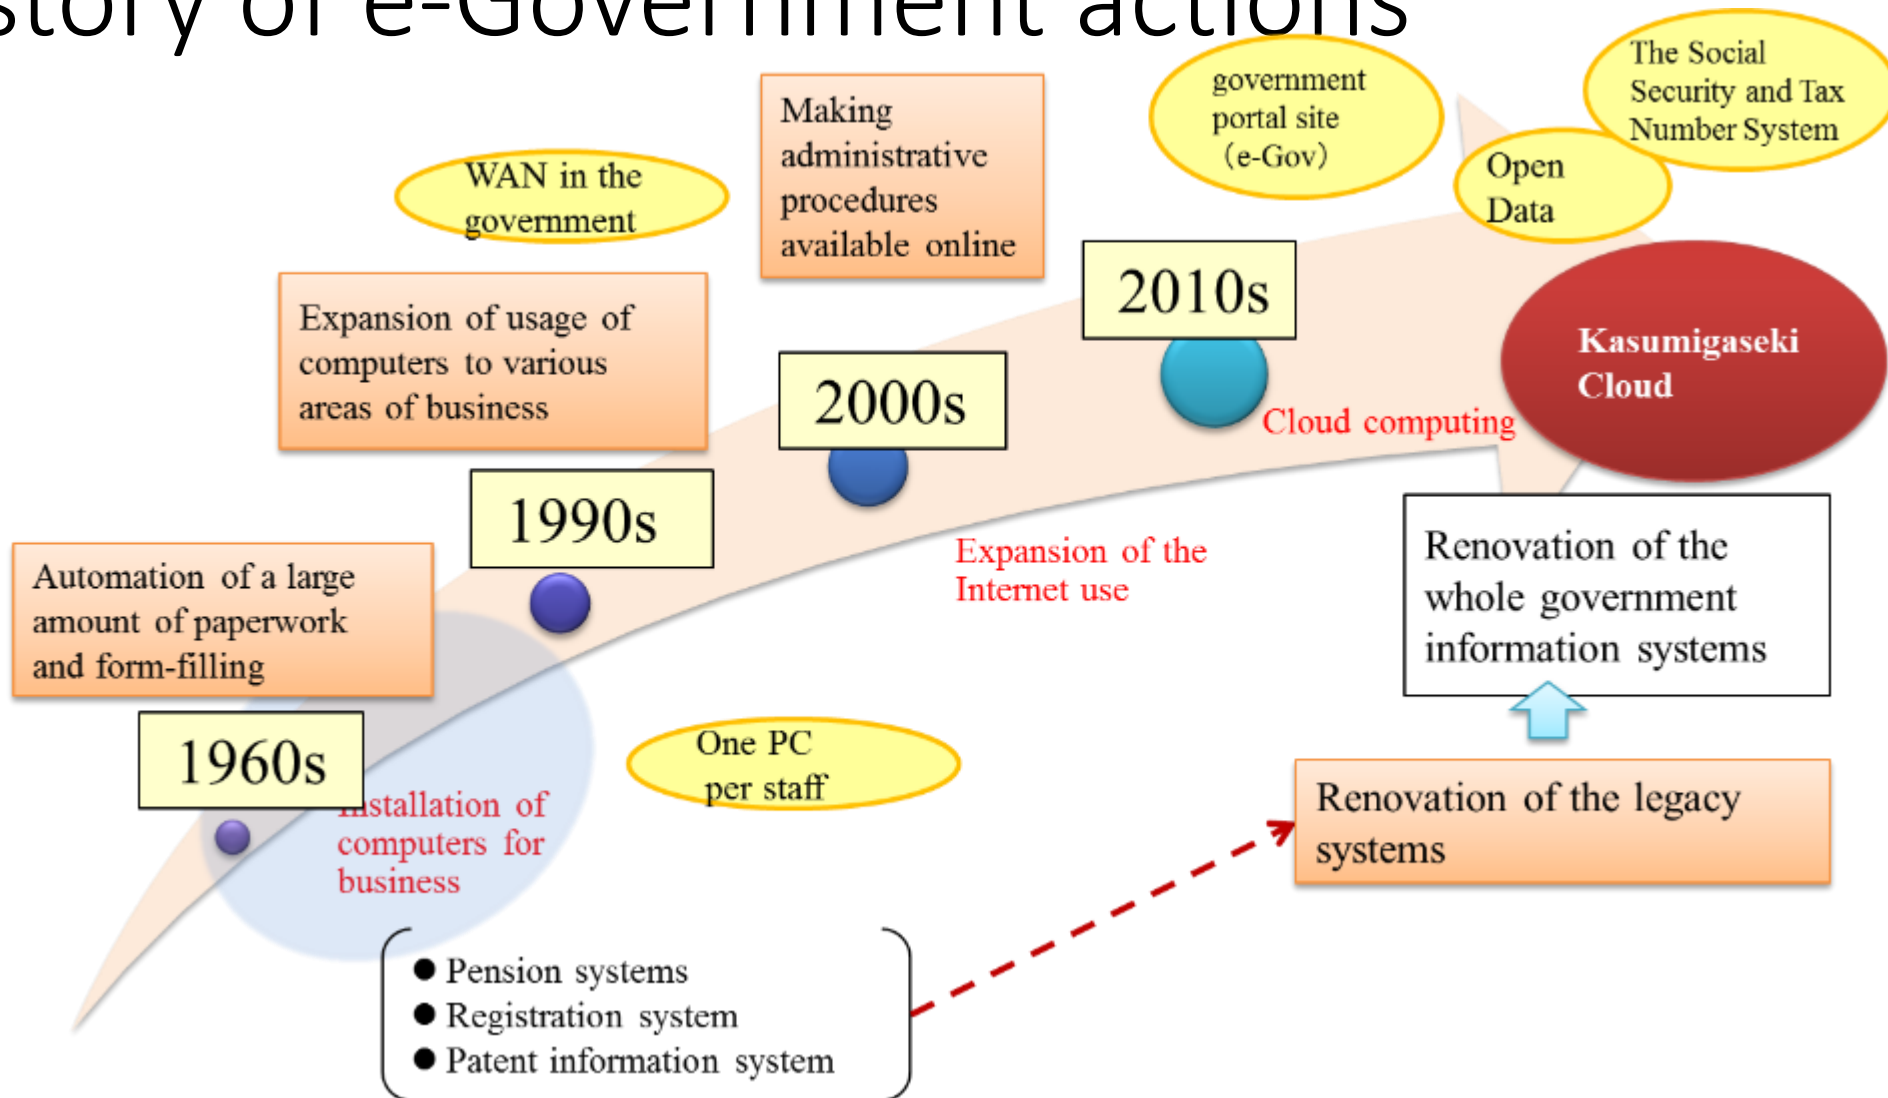 story of e-Government actions
The Social
Security and Tax
Number System
government
portal site
（e-Gov）
Open
Data
Making
administrative
procedures
available online
WAN in the
government
2010s
Expansion of usage of
computers to various
areas of business
Kasumigaseki
Cloud
2000s
Cloud computing
1990s
Expansion of the
Internet use
Renovation of the
whole government
information systems
Automation of a large
amount of paperwork
and form-filling
1960s
One PC
per staff
Installation of
computers for
business
Renovation of the legacy
systems
● Pension systems
● Registration system
● Patent information system